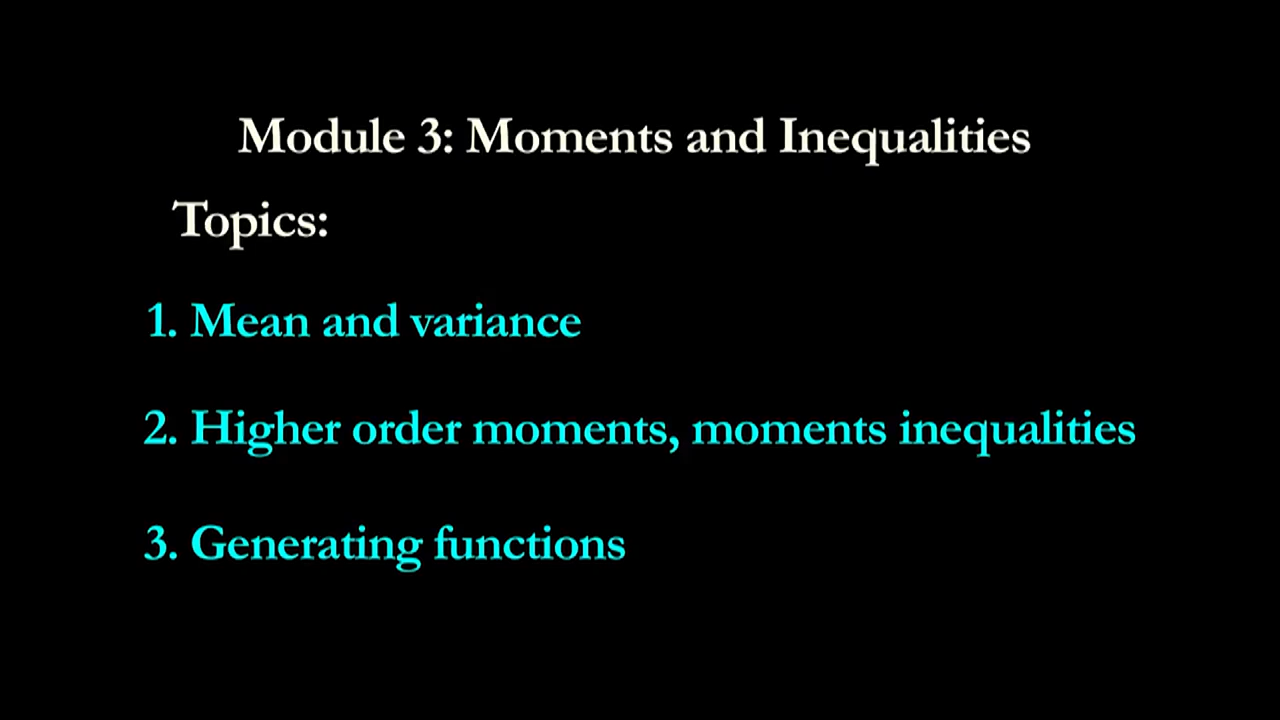 Module 3: Moments and Inequalities
Topics:
1. Mean and variance
2. Higher order moments, moments inequalities
3. Generating functions